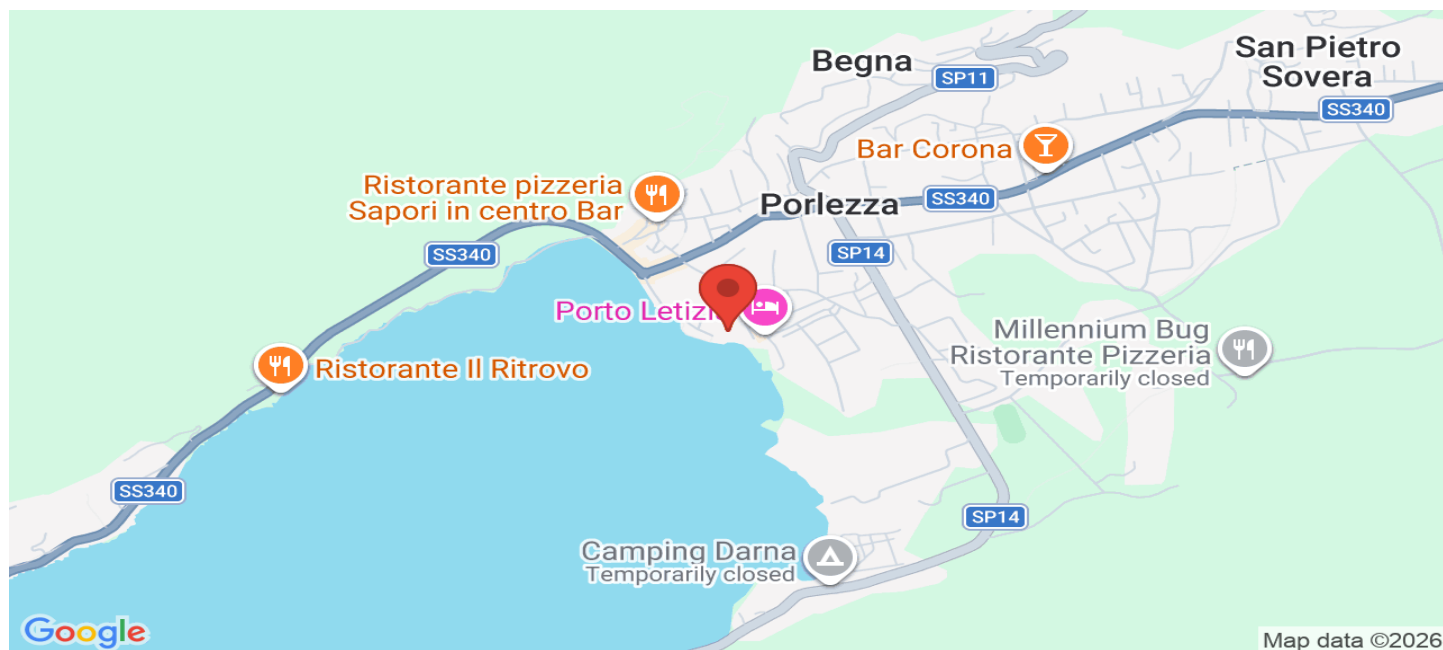 Begna
San Pietro
Sovera
SP11
SS340
Bar Corona
Ristorante pizzeria
Sapori in centro Bar
Porlezza
SS340
SS340
SP14
Porto Letizi
Millennium Bug
Ristorante Pizzeria
Temporarily closed
Ristorante Il Ritrovo
SS340
SP14
Camping Darna
Temporarily closed
Google
Map data ©2026